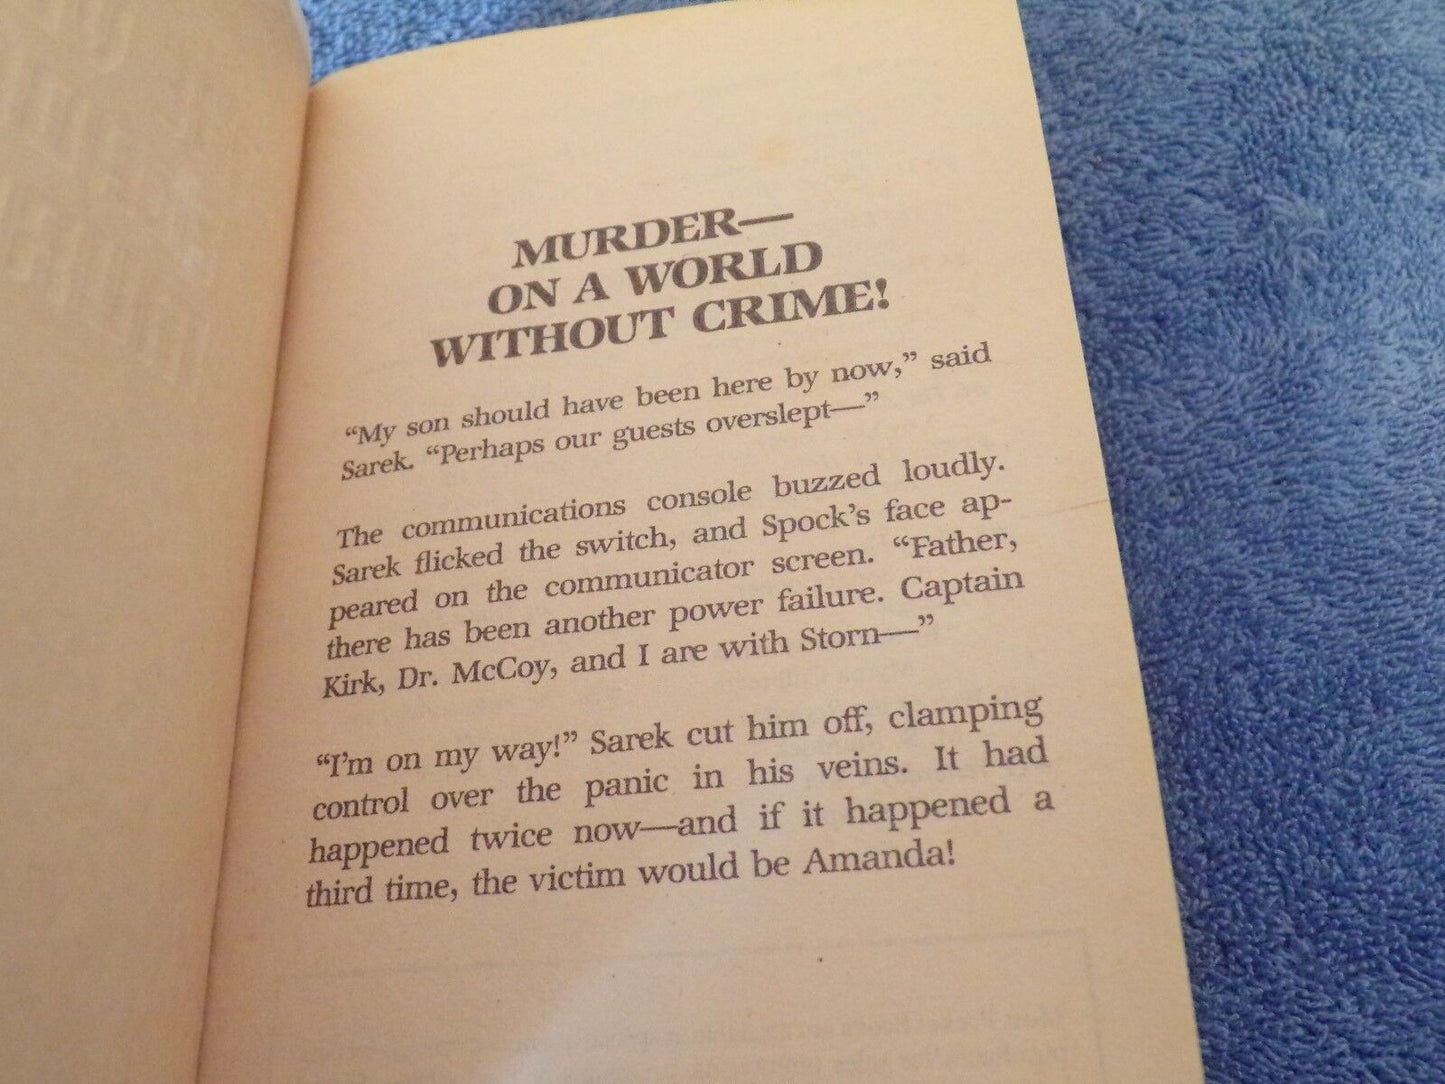 MURDER—
ON A WORLD
WITHOUT CRIME!
“My son should have been here by now,” said
Sarek. “Perhaps our guests overslept—”
The communications console buzzed loudly.
Sarek flicked the switch, and Spock’s face ap-
peared on the communicator screen. “Father,
there has been another power failure. Captain
Kirk, Dr. McCoy, and I are with Storn—”
“I’m on my way!” Sarek cut him off, clamping
control over the panic in his veins. It had
happened twice now—and if it happened a
third time, the victim would be Amanda!